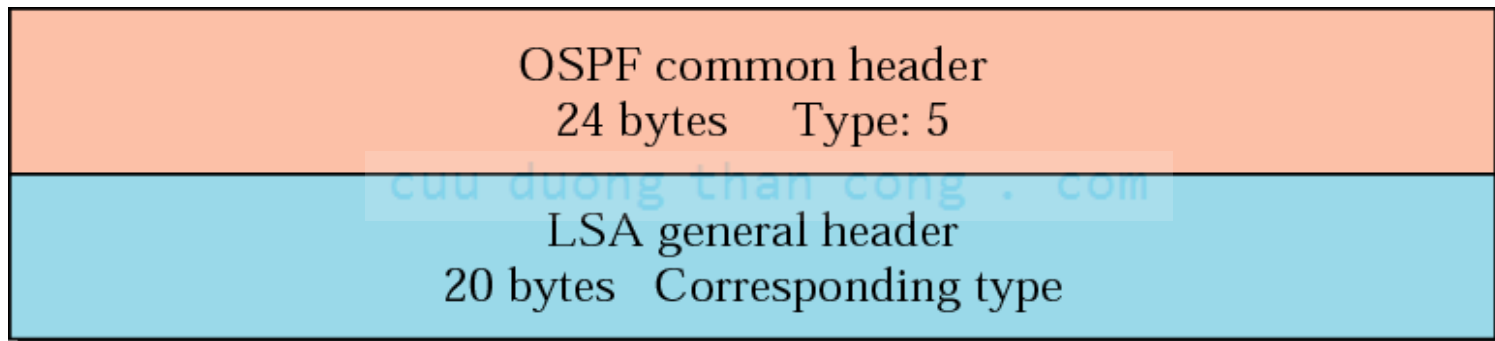 OSPF common header
24 bytes Type: 5
cuu duong than cong . com
LSA general header
20 bytes Corresponding type